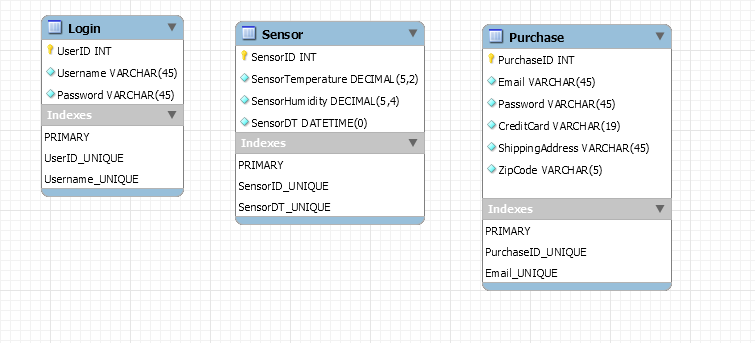 Login
UserID INT
Username VARCHAR(45)
Password VARCHAR(45)
Indexes
PRIMARY
UserID_UNIQUE
Username_UNIQUE
Sensor
SensorID INT
SensorTemperature DECIMAL(5,2)
SensorHumidity DECIMAL(5,4)
SensorDT DATETIME(0)
Indexes
PRIMARY
SensorID_UNIQUE
SensorDT_UNIQUE
Purchase
PurchaseID INT
Email VARCHAR(45)
Password VARCHAR(45)
CreditCard VARCHAR(19)
ShippingAddress VARCHAR(45)
ZipCode VARCHAR(5)
Indexes
PRIMARY
PurchaseID_UNIQUE
Email_UNIQUE